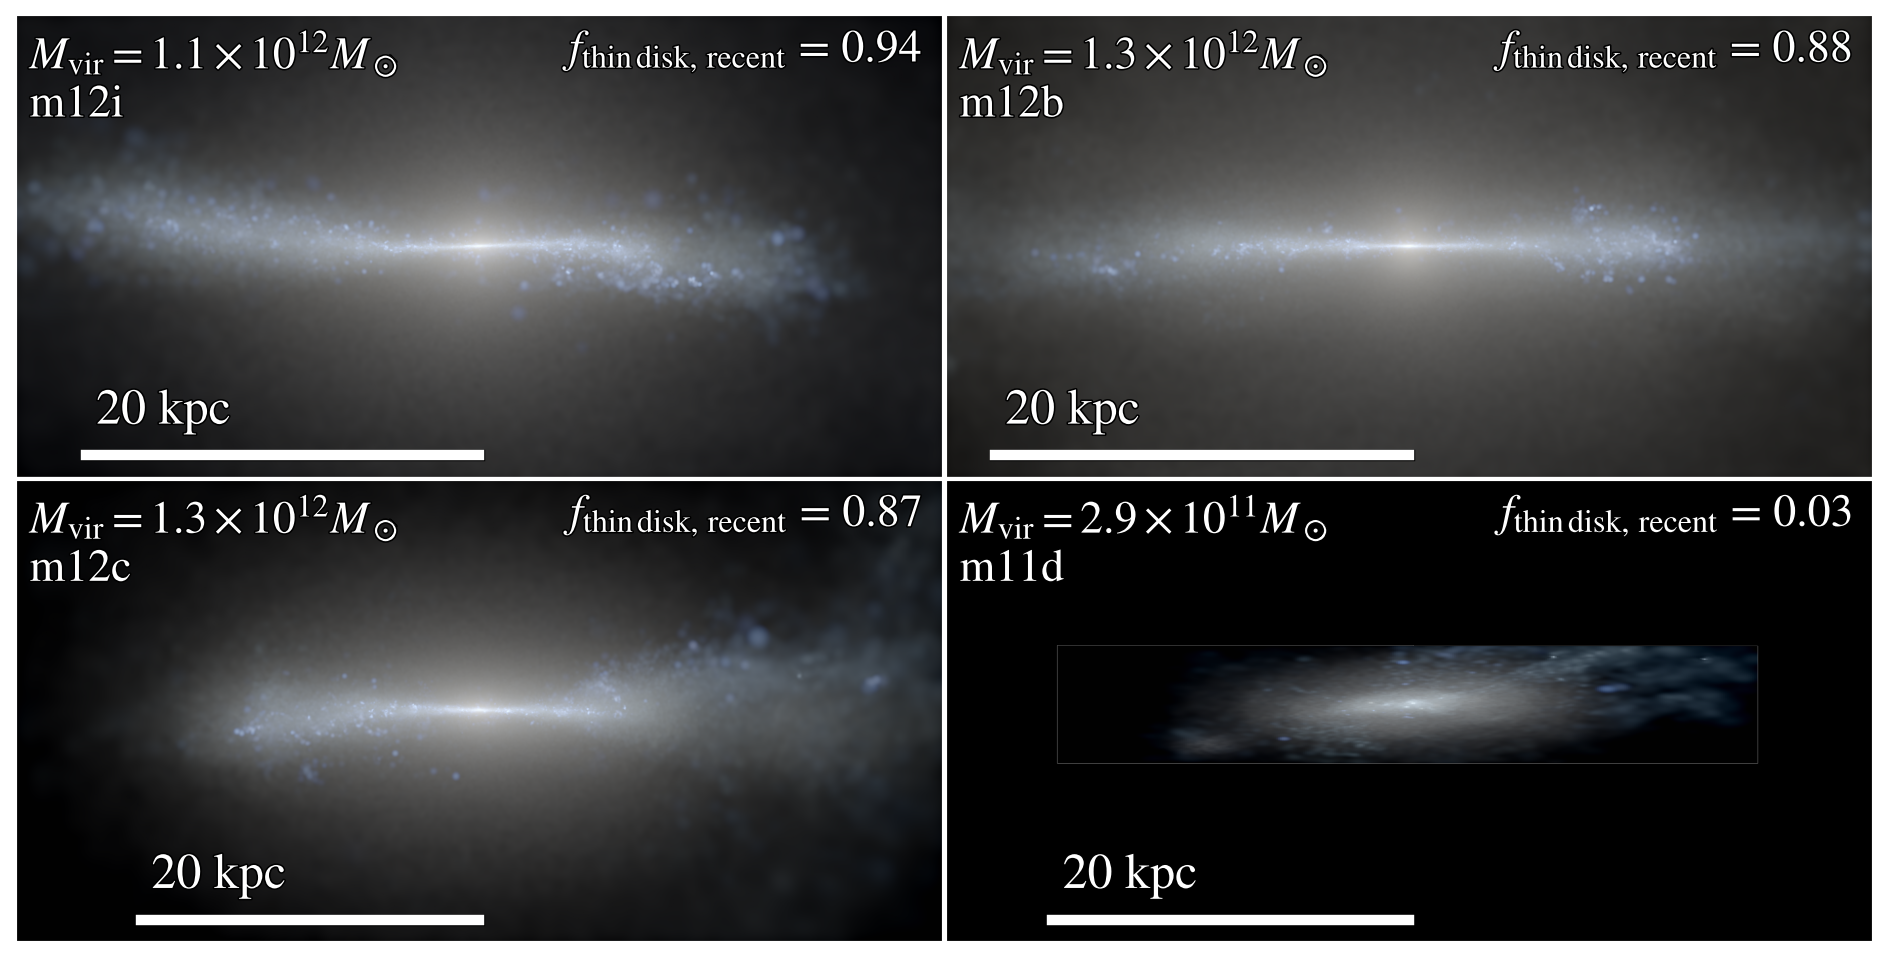 M_vir = 1.1 × 10^12 M_⊙
f_thin disk, recent = 0.94
m12i
20 kpc
M_vir = 1.3 × 10^12 M_⊙
f_thin disk, recent = 0.88
m12b
20 kpc
M_vir = 1.3 × 10^12 M_⊙
f_thin disk, recent = 0.87
m12c
20 kpc
M_vir = 2.9 × 10^11 M_⊙
f_thin disk, recent = 0.03
m11d
20 kpc